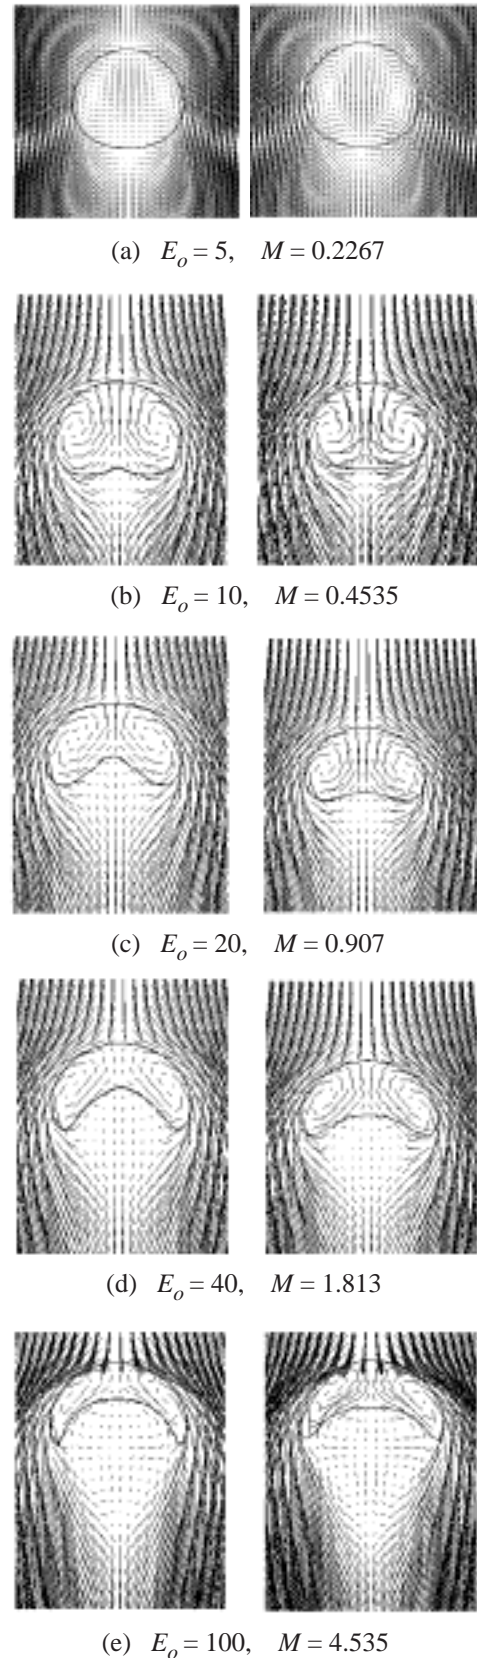 (a) E_o = 5, M = 0.2267
(b) E_o = 10, M = 0.4535
(c) E_o = 20, M = 0.907
(d) E_o = 40, M = 1.813
(e) E_o = 100, M = 4.535